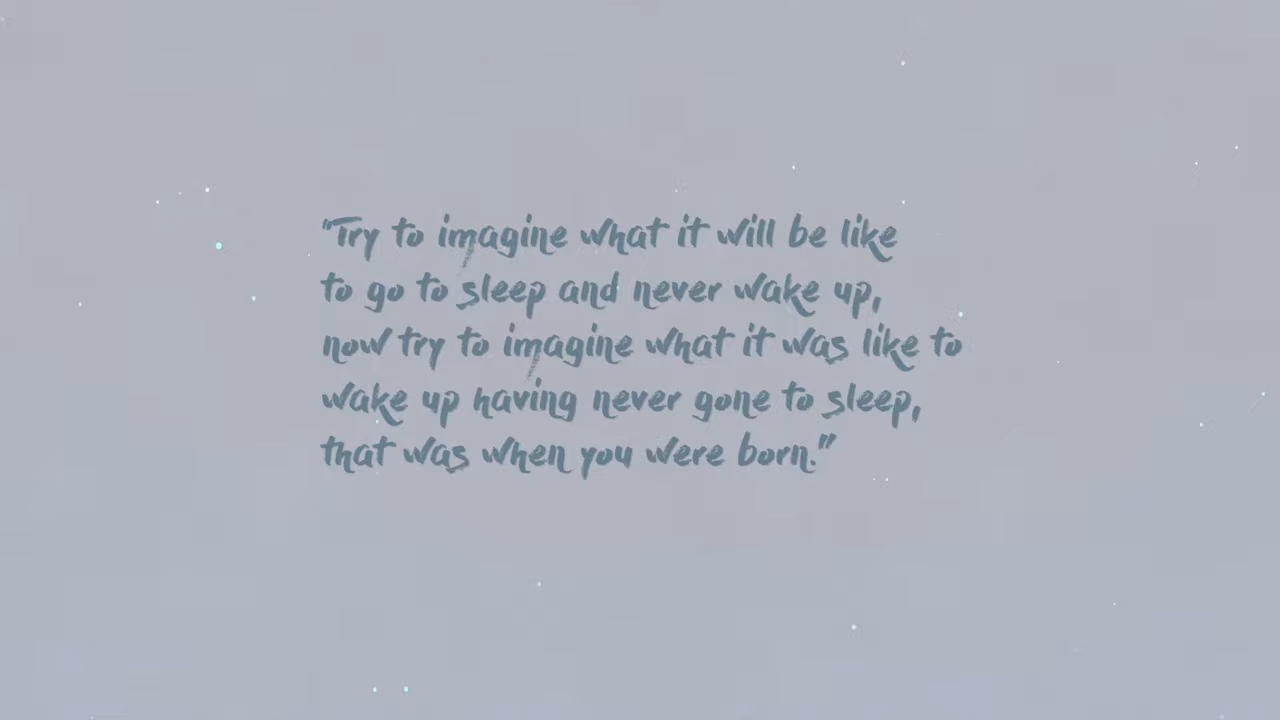 "Try to imagine what it will be like
to go to sleep and never wake up,
now try to imagine what it was like to
wake up having never gone to sleep,
that was when you were born."